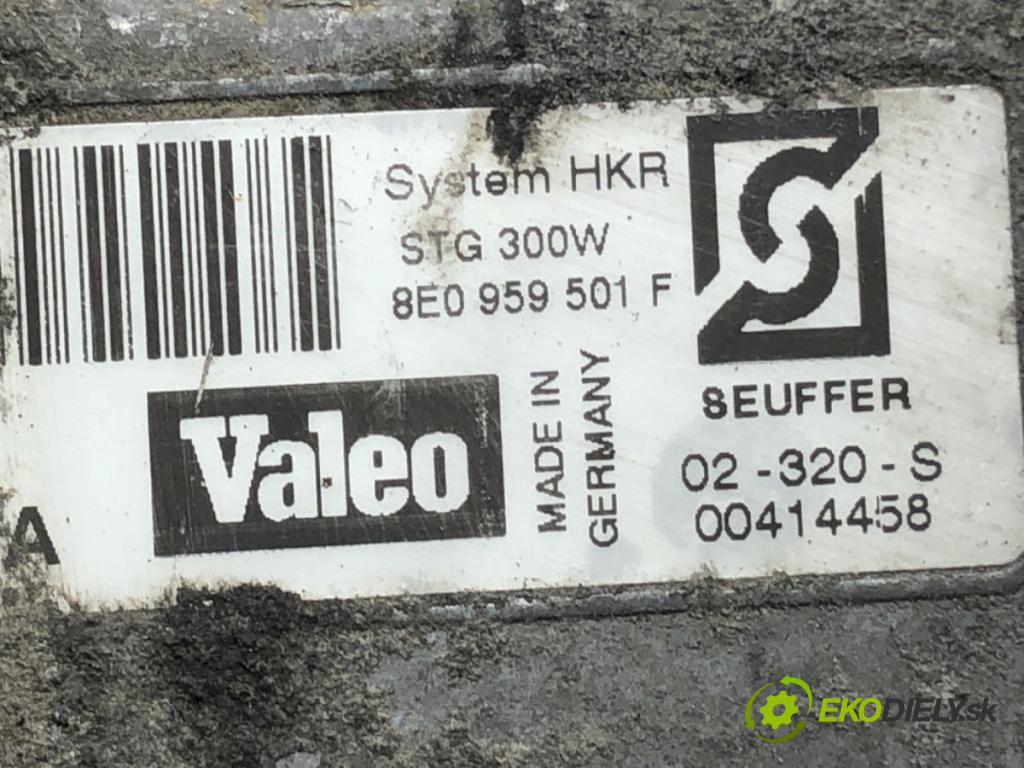 System HKR
STG 300W
8E0 959 501 F
A
Valeo
MADE IN
GERMANY
SEUFFER
02-320-S
00414458
EKODIELY.sk